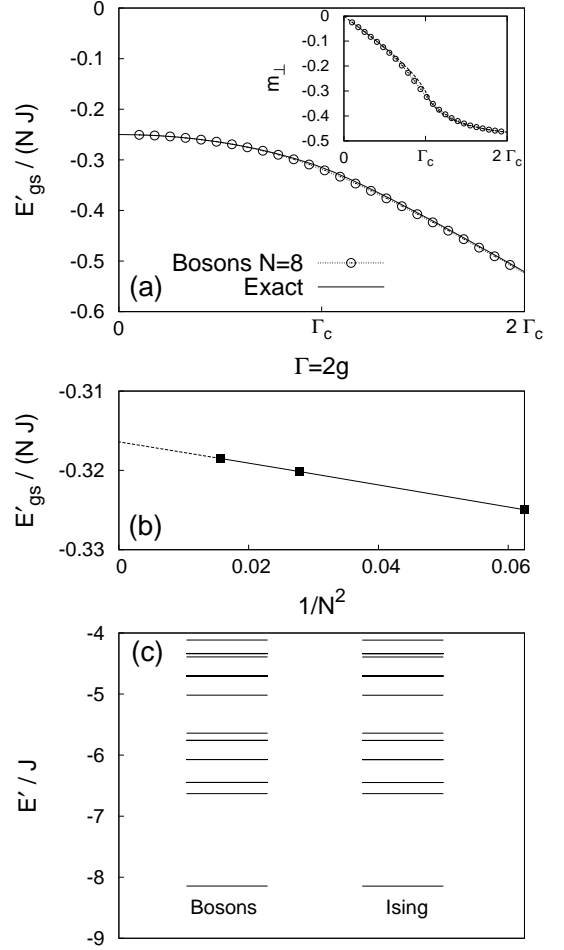 0
-0.1
-0.2
-0.3
-0.4
-0.5
-0.6
E′gs / (N J)
0
-0.1
-0.2
-0.3
-0.4
-0.5
m⊥
0
Γc
2 Γc
Bosons N=8
Exact
(a)
0
Γc
2 Γc
Γ=2g
-0.31
-0.32
-0.33
E′gs / (N J)
(b)
0
0.02
0.04
0.06
1/N²
-4
-5
-6
-7
-8
-9
E′ / J
(c)
Bosons
Ising